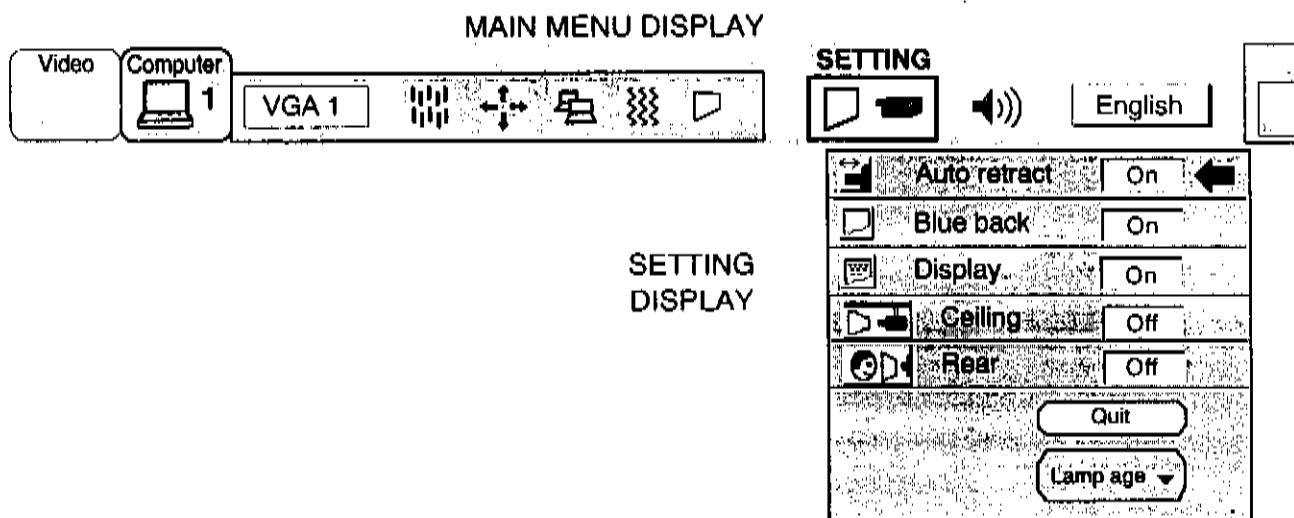 MAIN MENU DISPLAY
Video
Computer
1
VGA 1
SETTING
English
Auto retract On
Blue back On
Display On
Ceiling Off
Rear Off
Quit
Lamp age
SETTING
DISPLAY